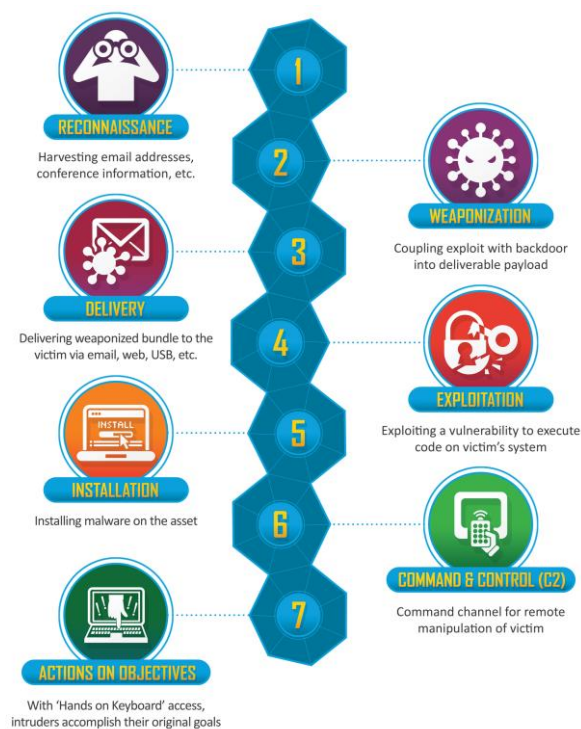 1
RECONNAISSANCE
Harvesting email addresses,
conference information, etc.
2
WEAPONIZATION
Coupling exploit with backdoor
into deliverable payload
3
DELIVERY
Delivering weaponized bundle to the
victim via email, web, USB, etc.
4
EXPLOITATION
Exploiting a vulnerability to execute
code on victim's system
5
INSTALL
INSTALLATION
Installing malware on the asset
6
COMMAND & CONTROL (C2)
Command channel for remote
manipulation of victim
7
ACTIONS ON OBJECTIVES
With 'Hands on Keyboard' access,
intruders accomplish their original goals